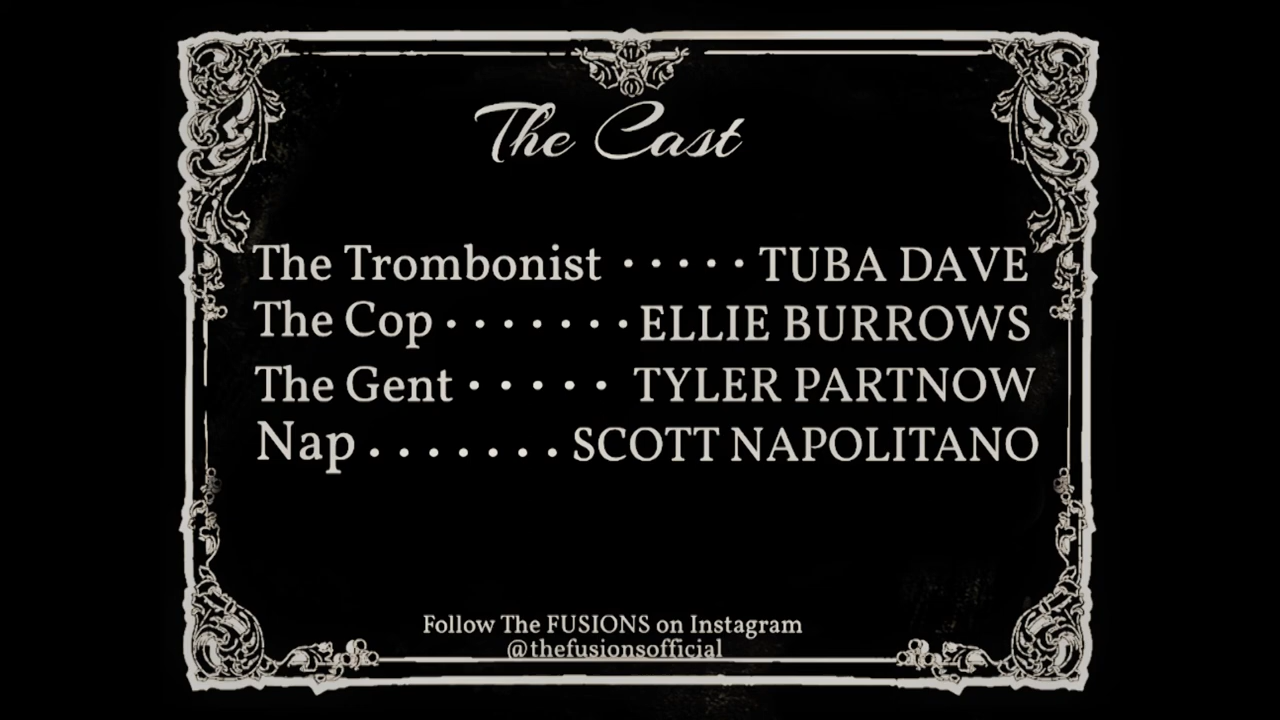 The Cast
The Trombonist ..... TUBA DAVE
The Cop ....... ELLIE BURROWS
The Gent ..... TYLER PARTNOW
Nap ....... SCOTT NAPOLITANO
Follow The FUSIONS on Instagram
@thefusionsofficial